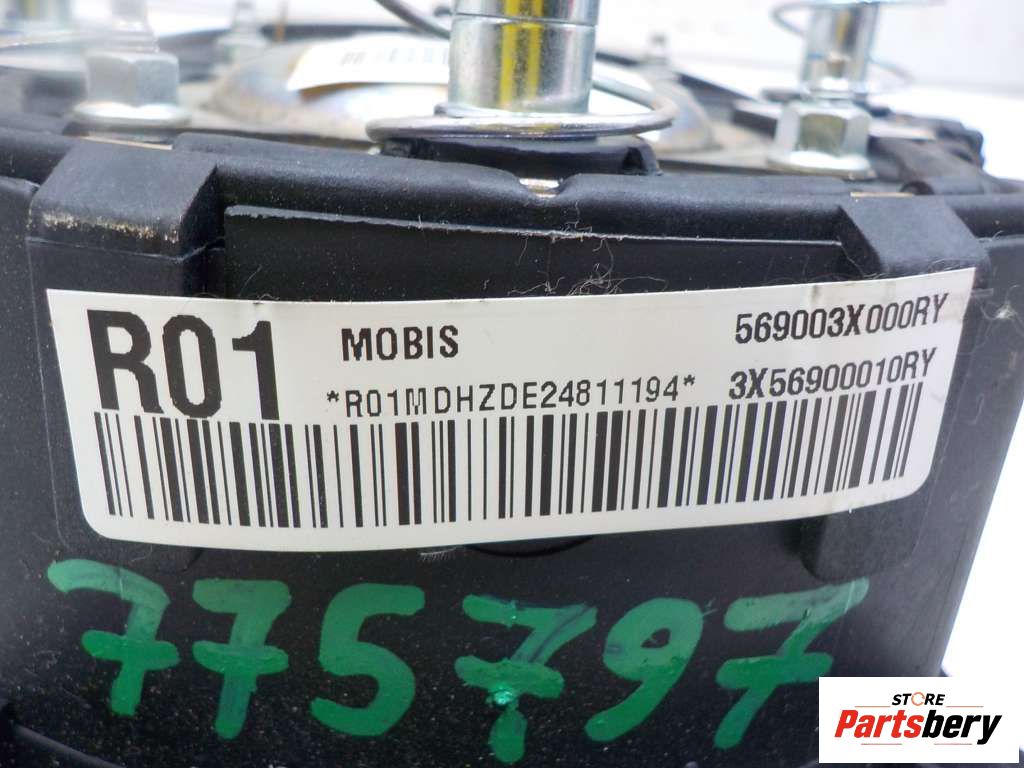 R01
MOBIS
569003X000RY
*R01MDHZDE24811194*
3X56900010RY
775797
STORE
Partsbery